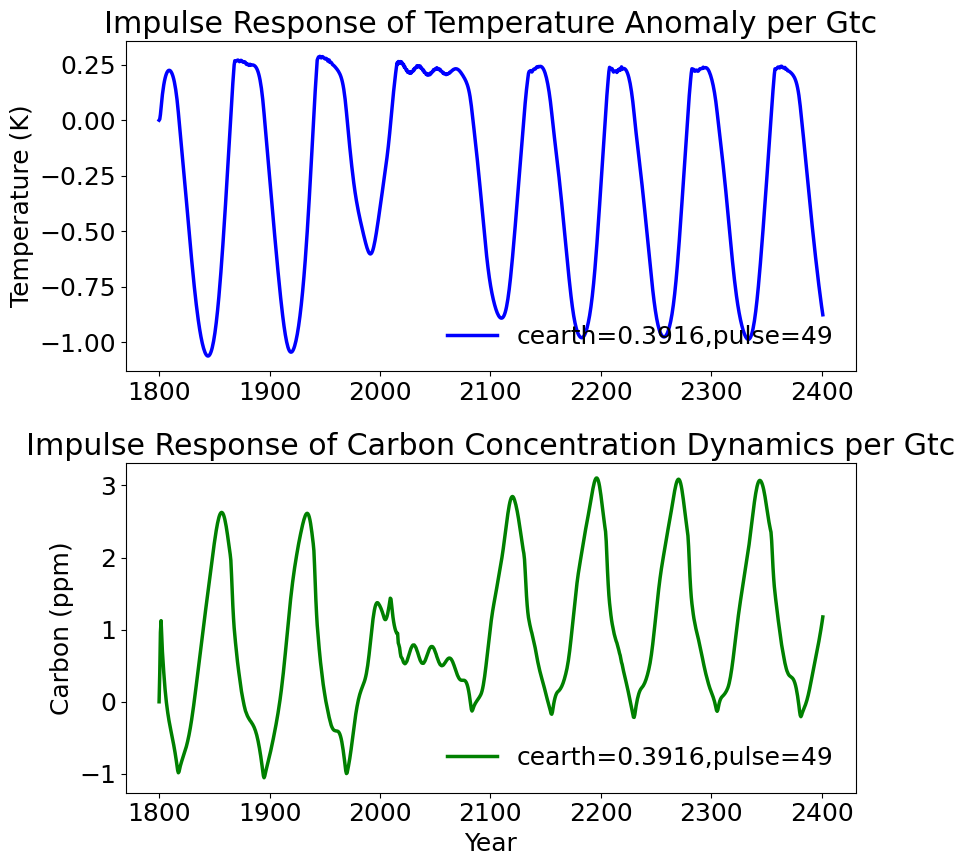 Impulse Response of Temperature Anomaly per Gtc
Temperature (K)
0.25
0.00
−0.25
−0.50
−0.75
−1.00
cearth=0.3916,pulse=49
1800 1900 2000 2100 2200 2300 2400
Impulse Response of Carbon Concentration Dynamics per Gtc
Carbon (ppm)
3
2
1
0
−1
cearth=0.3916,pulse=49
1800 1900 2000 2100 2200 2300 2400
Year